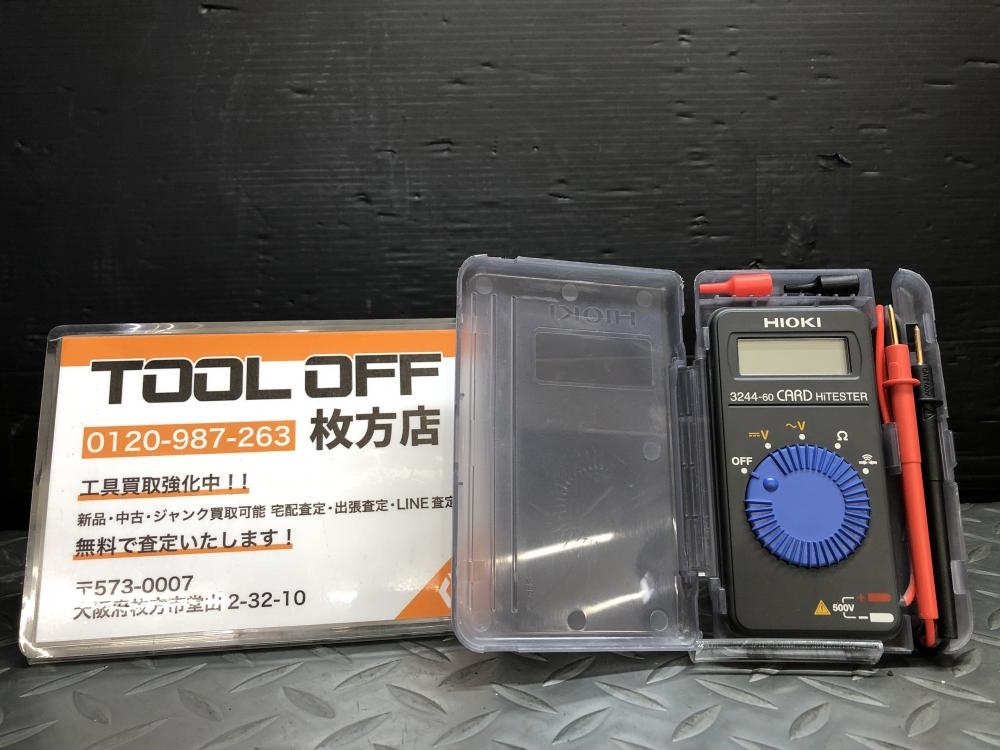 TOOL OFF
0120-987-263 枚方店
工具買取強化中！！
新品・中古・ジャンク買取可能 宅配査定・出張査定・LINE査定
無料で査定いたします！
〒573-0007
大阪府枚方市堂山 2-32-10
HIOKI
HIOKI
3244-60 CARD HiTESTER
OFF
⎓V
~V
Ω
500V
+
−